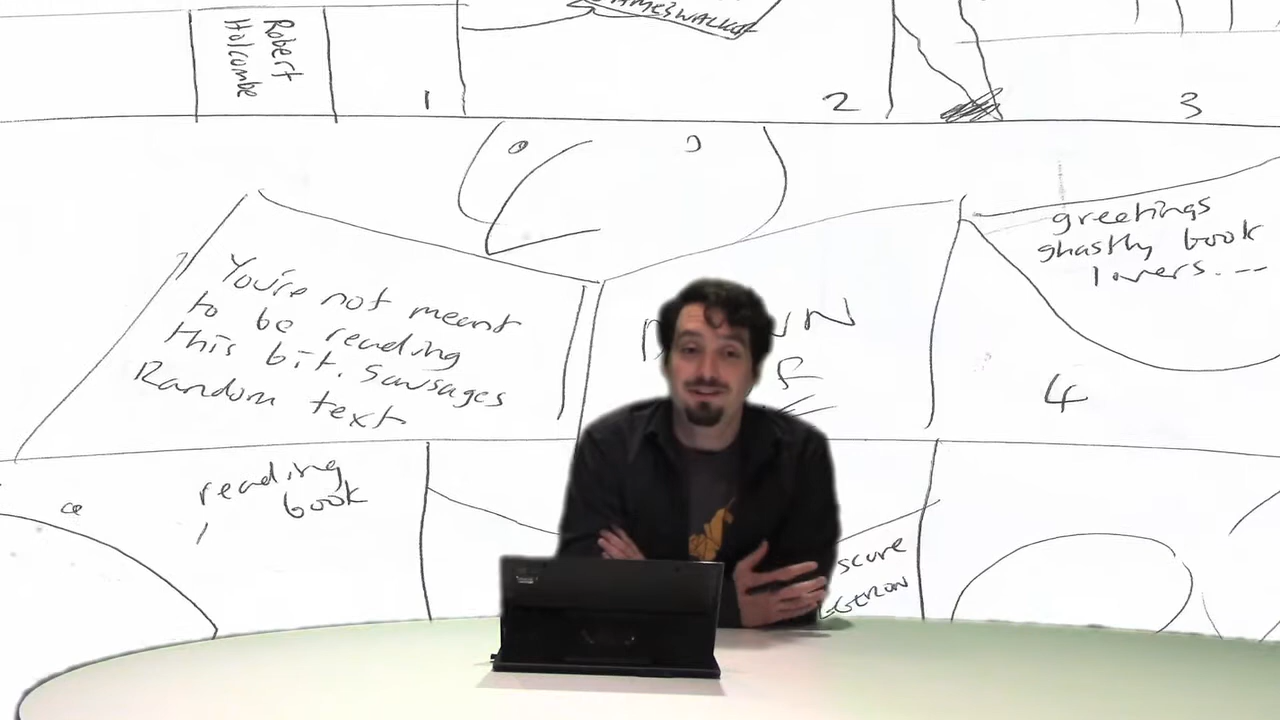 Robert
Holcombe
1
2
3
You're not meant
to be reading
this bit. Sausages
Random text
greetings
ghastly book
lovers....
4
reading
book
scure